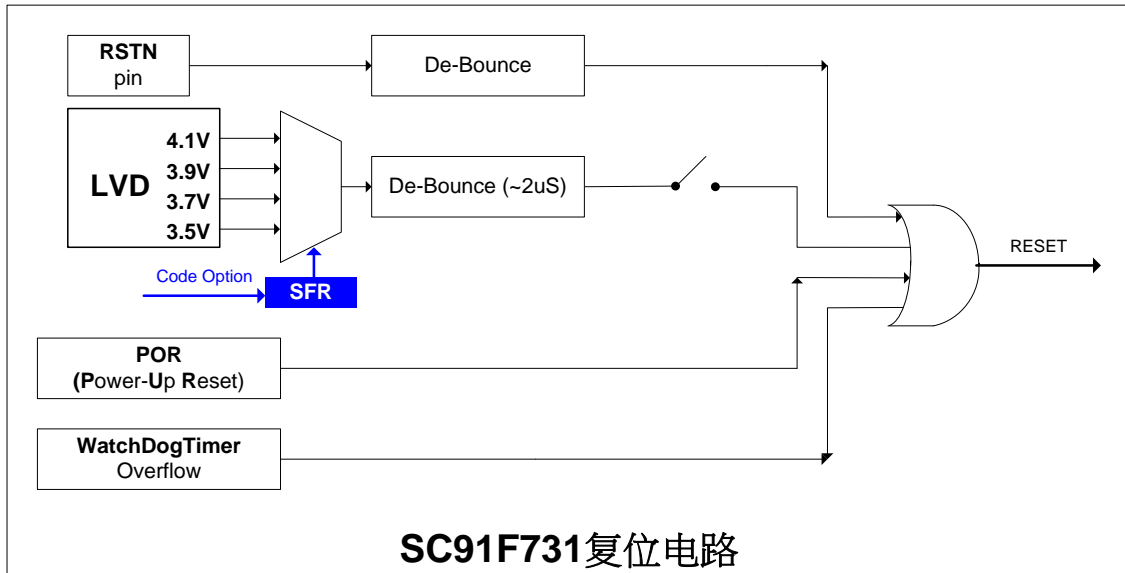 RSTN
pin
De-Bounce
LVD
4.1V
3.9V
3.7V
3.5V
De-Bounce (~2uS)
Code Option
SFR
RESET
POR
(Power-Up Reset)
WatchDogTimer
Overflow
SC91F731复位电路